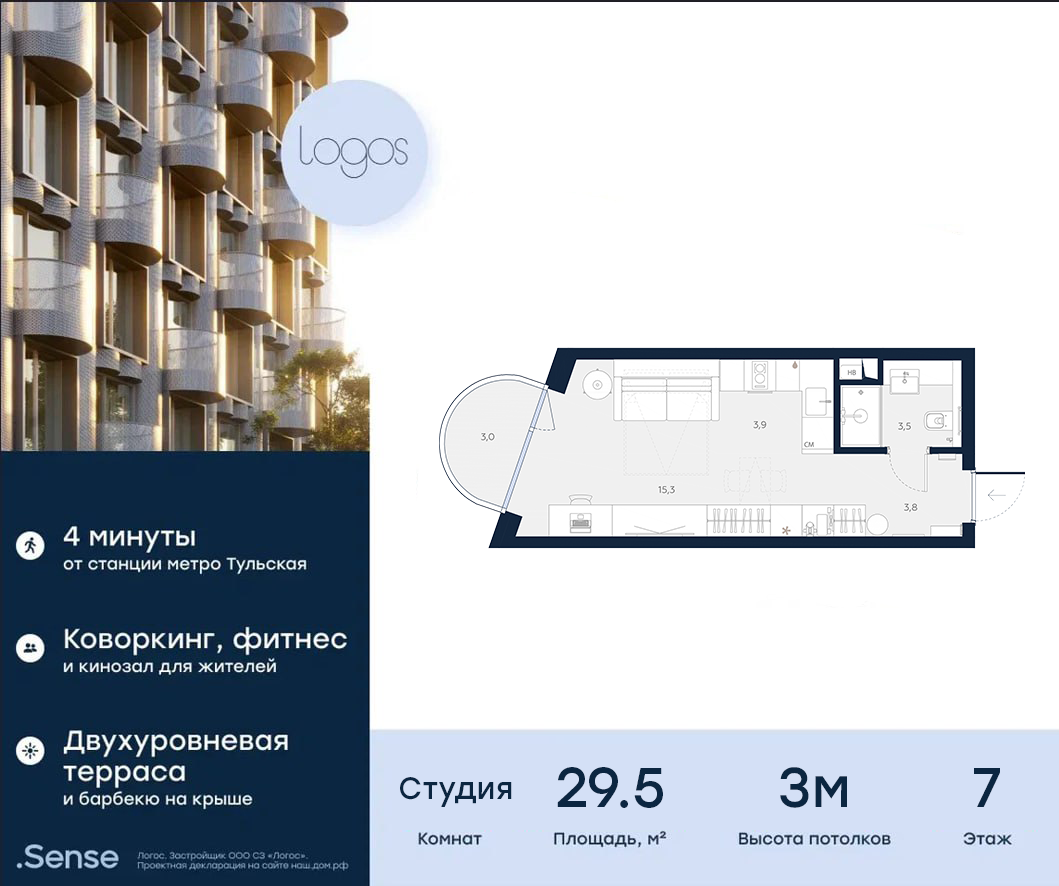 logos
3,0
15,3
3,9
СМ
НВ
3,5
3,8
4 минуты
от станции метро Тульская
Коворкинг, фитнес
и кинозал для жителей
Двухуровневая
терраса
и барбекю на крыше
.Sense
Логос. Застройщик ООО СЗ «Логос».
Проектная декларация на сайте наш.дом.рф
Студия 29.5 3м 7
Комнат Площадь, м² Высота потолков Этаж